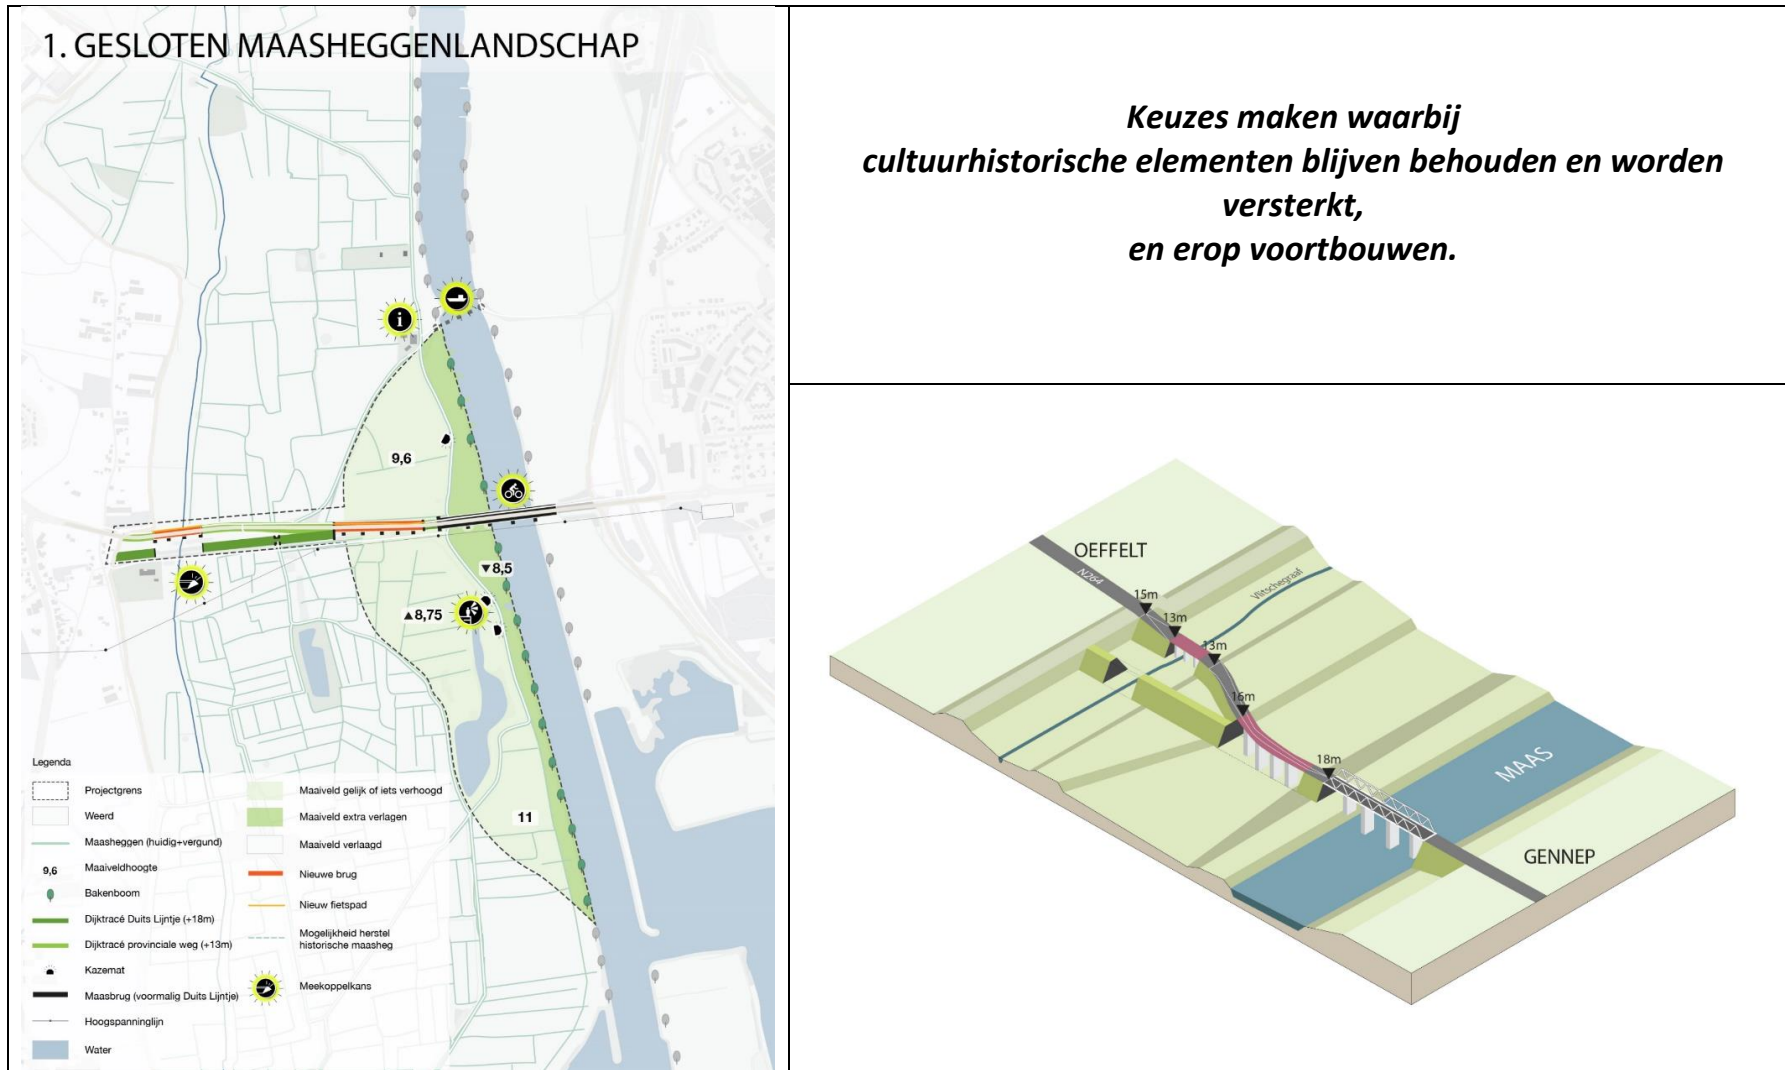 1. GESLOTEN MAASHEGGENLANDSCHAP
i
9,6
▼8,5
▲8,75
11
Legenda
Projectgrens
Weerd
Maasheggen (huidig+vergund)
9,6 Maaiveldhoogte
Bakenboom
Dijktracé Duits Lijntje (+18m)
Dijktracé provinciale weg (+13m)
Kazemat
Maasbrug (voormalig Duits Lijntje)
Hoogspanninglijn
Water
Maaiveld gelijk of iets verhoogd
Maaiveld extra verlagen
Maaiveld verlaagd
Nieuwe brug
Nieuw fietspad
Mogelijkheid herstel
historische maasheg
Meekoppelkans
Keuzes maken waarbij
cultuurhistorische elementen blijven behouden en worden
versterkt,
en erop voortbouwen.
OEFFELT
N264
Vlitschegraaf
15m
13m
13m
16m
18m
MAAS
GENNEP